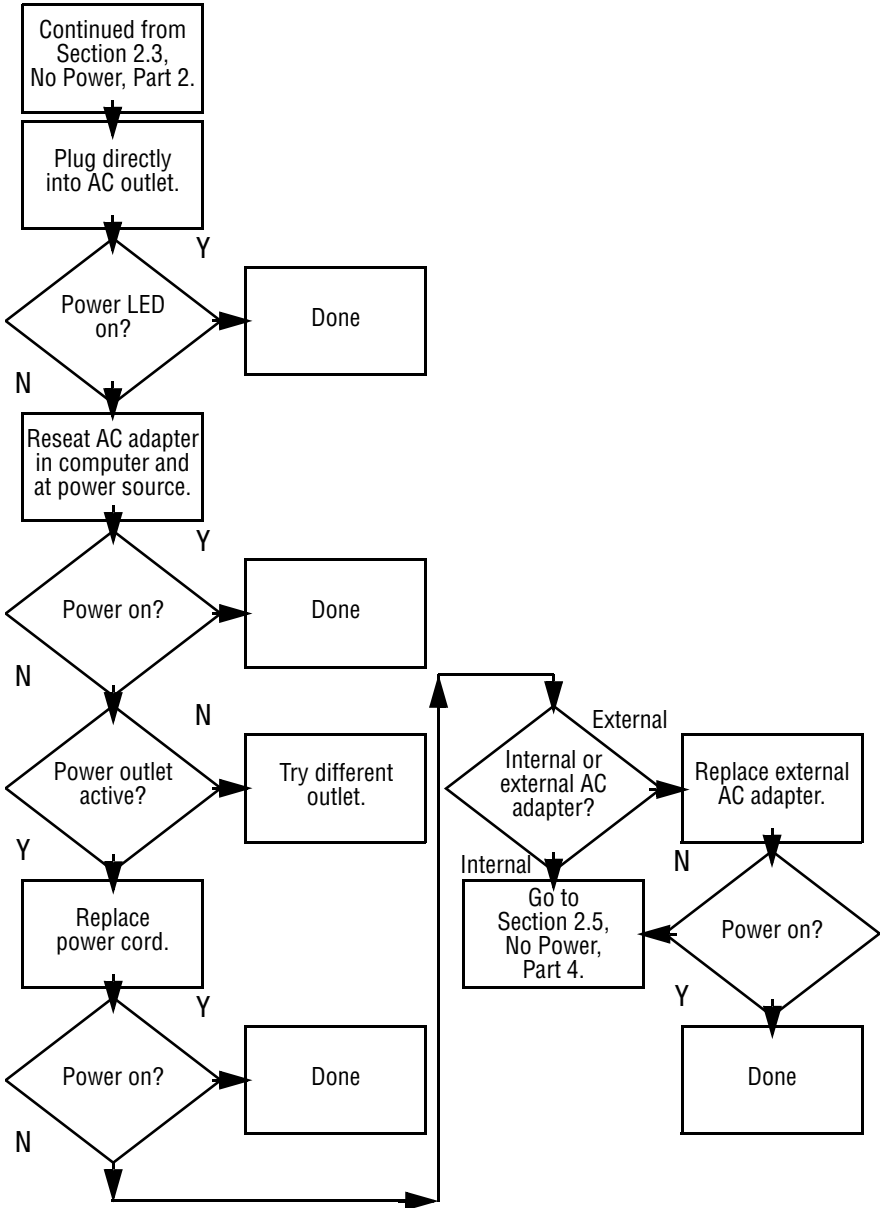 Continued from
Section 2.3,
No Power, Part 2.
Plug directly
into AC outlet.
Y
Power LED
on?
Done
N
Reseat AC adapter
in computer and
at power source.
Y
Power on?
Done
N
N
Power outlet
active?
Try different
outlet.
Y
Replace
power cord.
Y
Power on?
Done
N
External
Internal or
external AC
adapter?
Replace external
AC adapter.
Internal
N
Go to
Section 2.5,
No Power,
Part 4.
Power on?
Y
Done